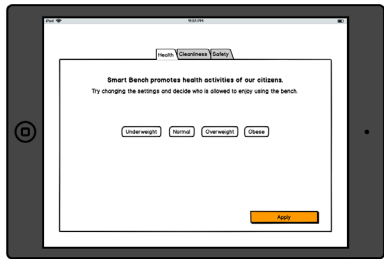 iPad
Health Cleanliness Safety
Smart Bench promotes health activities of our citizens.
Try changing the settings and decide who is allowed to enjoy using the bench.
Underweight Normal Overweight Obese
Apply